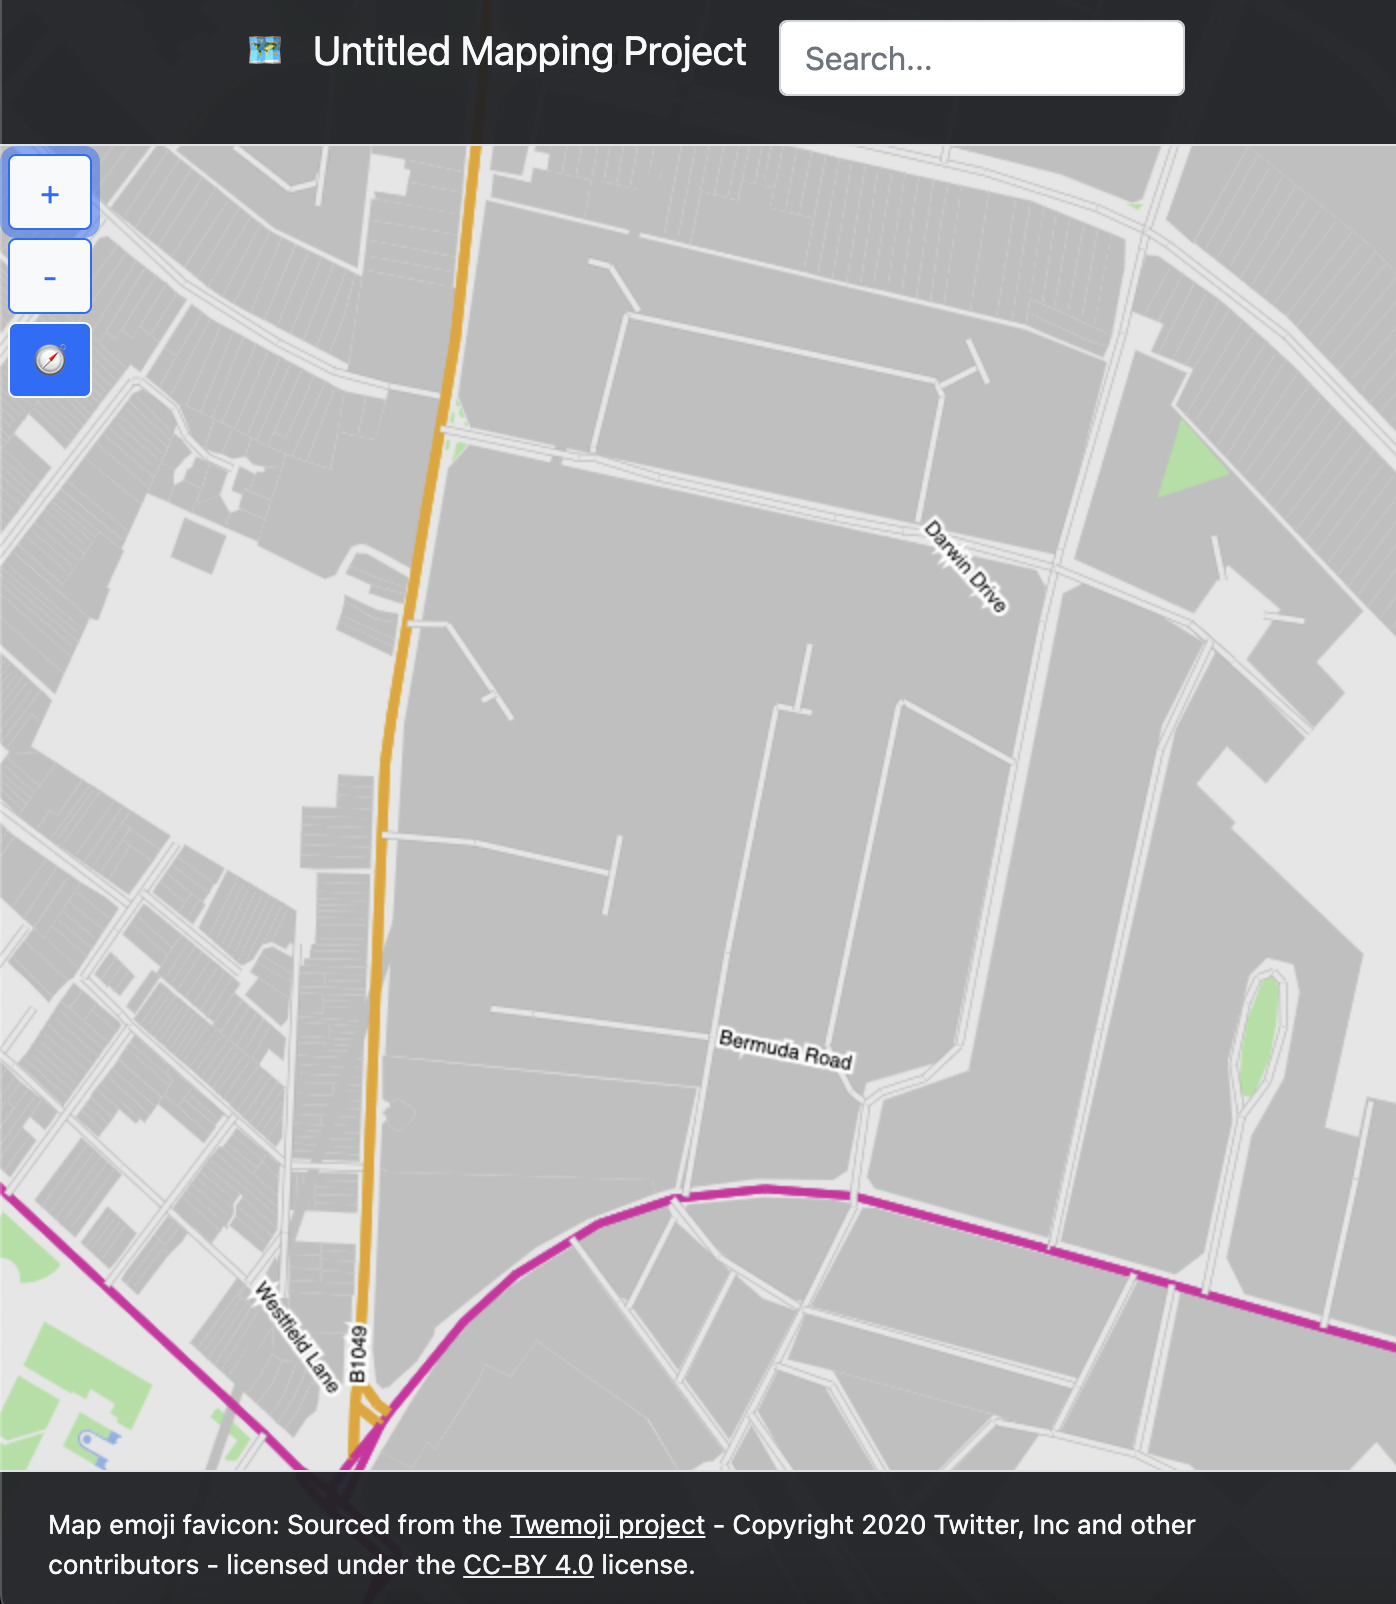 Untitled Mapping Project
Search...
+
-
Darwin Drive
Bermuda Road
Westfield Lane
B1049
Map emoji favicon: Sourced from the Twemoji project - Copyright 2020 Twitter, Inc and other
contributors - licensed under the CC-BY 4.0 license.